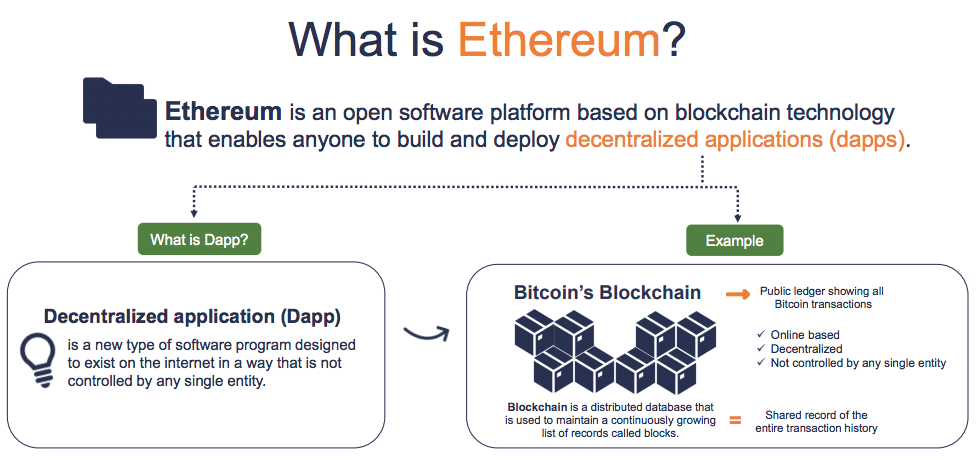 What is Ethereum?
Ethereum is an open software platform based on blockchain technology
that enables anyone to build and deploy decentralized applications (dapps).
What is Dapp?
Decentralized application (Dapp)
is a new type of software program designed
to exist on the internet in a way that is not
controlled by any single entity.
Example
Bitcoin's Blockchain
Public ledger showing all
Bitcoin transactions
✓ Online based
✓ Decentralized
✓ Not controlled by any single entity
Blockchain is a distributed database that
is used to maintain a continuously growing
list of records called blocks.
=
Shared record of the
entire transaction history